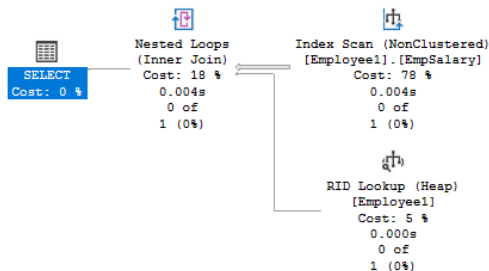 SELECT
Cost: 0 %
Nested Loops
(Inner Join)
Cost: 18 %
0.004s
0 of
1 (0%)
Index Scan (NonClustered)
[Employee1].[EmpSalary]
Cost: 78 %
0.004s
0 of
1 (0%)
RID Lookup (Heap)
[Employee1]
Cost: 5 %
0.000s
0 of
1 (0%)